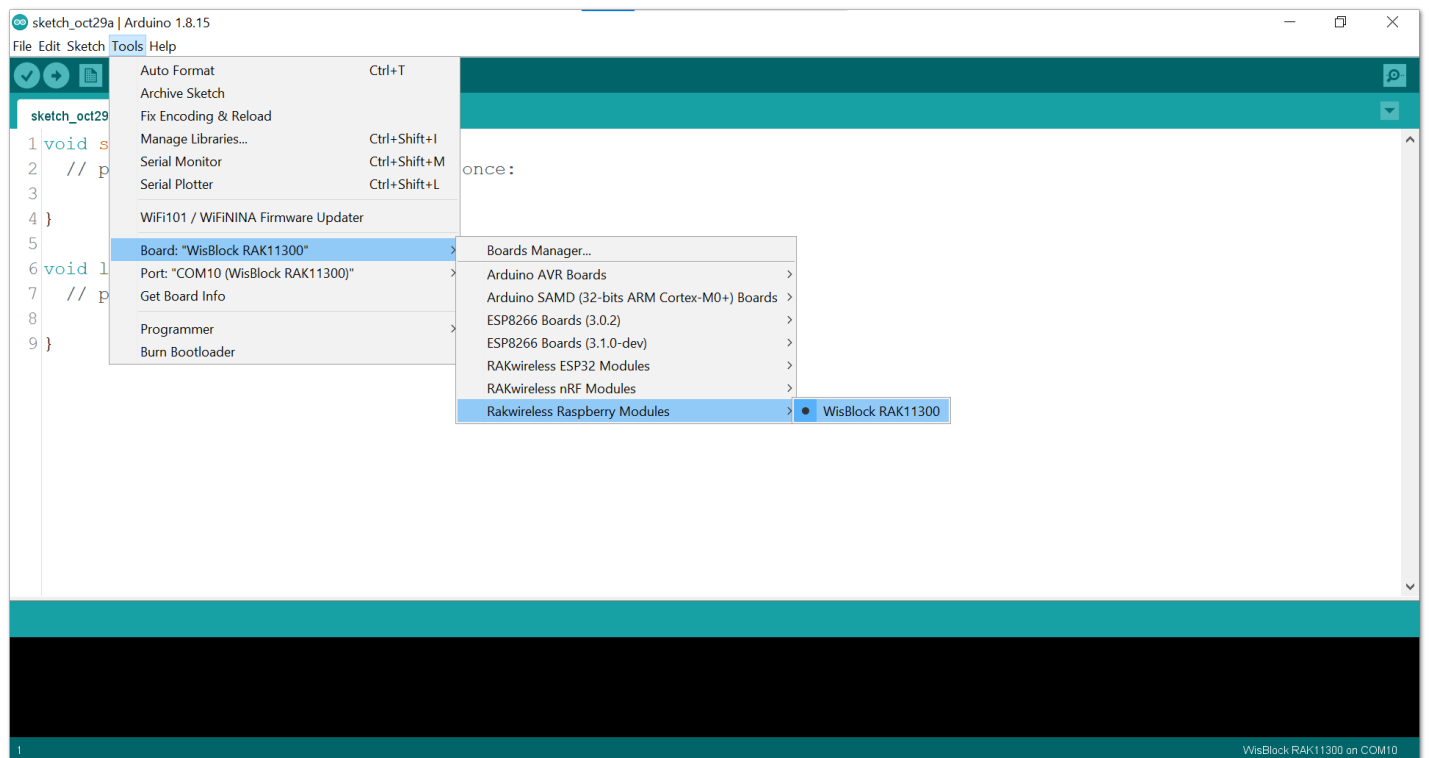 sketch_oct29a | Arduino 1.8.15
File Edit Sketch Tools Help
sketch_oct29
Auto Format Ctrl+T
Archive Sketch
Fix Encoding & Reload
Manage Libraries... Ctrl+Shift+I
Serial Monitor Ctrl+Shift+M
Serial Plotter Ctrl+Shift+L
WiFi101 / WiFiNINA Firmware Updater
Board: "WisBlock RAK11300"
Port: "COM10 (WisBlock RAK11300)"
Get Board Info
Programmer
Burn Bootloader
Boards Manager...
Arduino AVR Boards
Arduino SAMD (32-bits ARM Cortex-M0+) Boards
ESP8266 Boards (3.0.2)
ESP8266 Boards (3.1.0-dev)
RAKwireless ESP32 Modules
RAKwireless nRF Modules
Rakwireless Raspberry Modules
WisBlock RAK11300
1 void s
2 // p once:
3
4 }
5
6 void l
7 // p
8
9 }
1
WisBlock RAK11300 on COM10